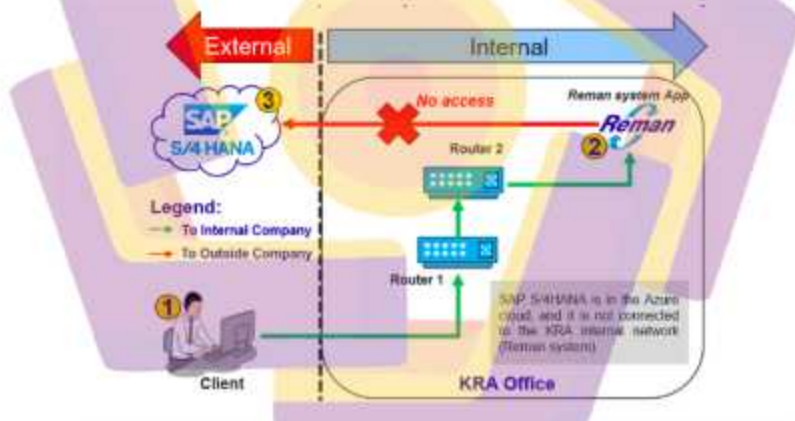 External
Internal
No access
Reman system App
3
SAP
S/4 HANA
Reman
2
Router 2
Legend:
To Internal Company
To Outside Company
Router 1
1
SAP S/4HANA is in the Azure
cloud, and it is not connected
to the KRA internal network
(Reman system)
Client
KRA Office